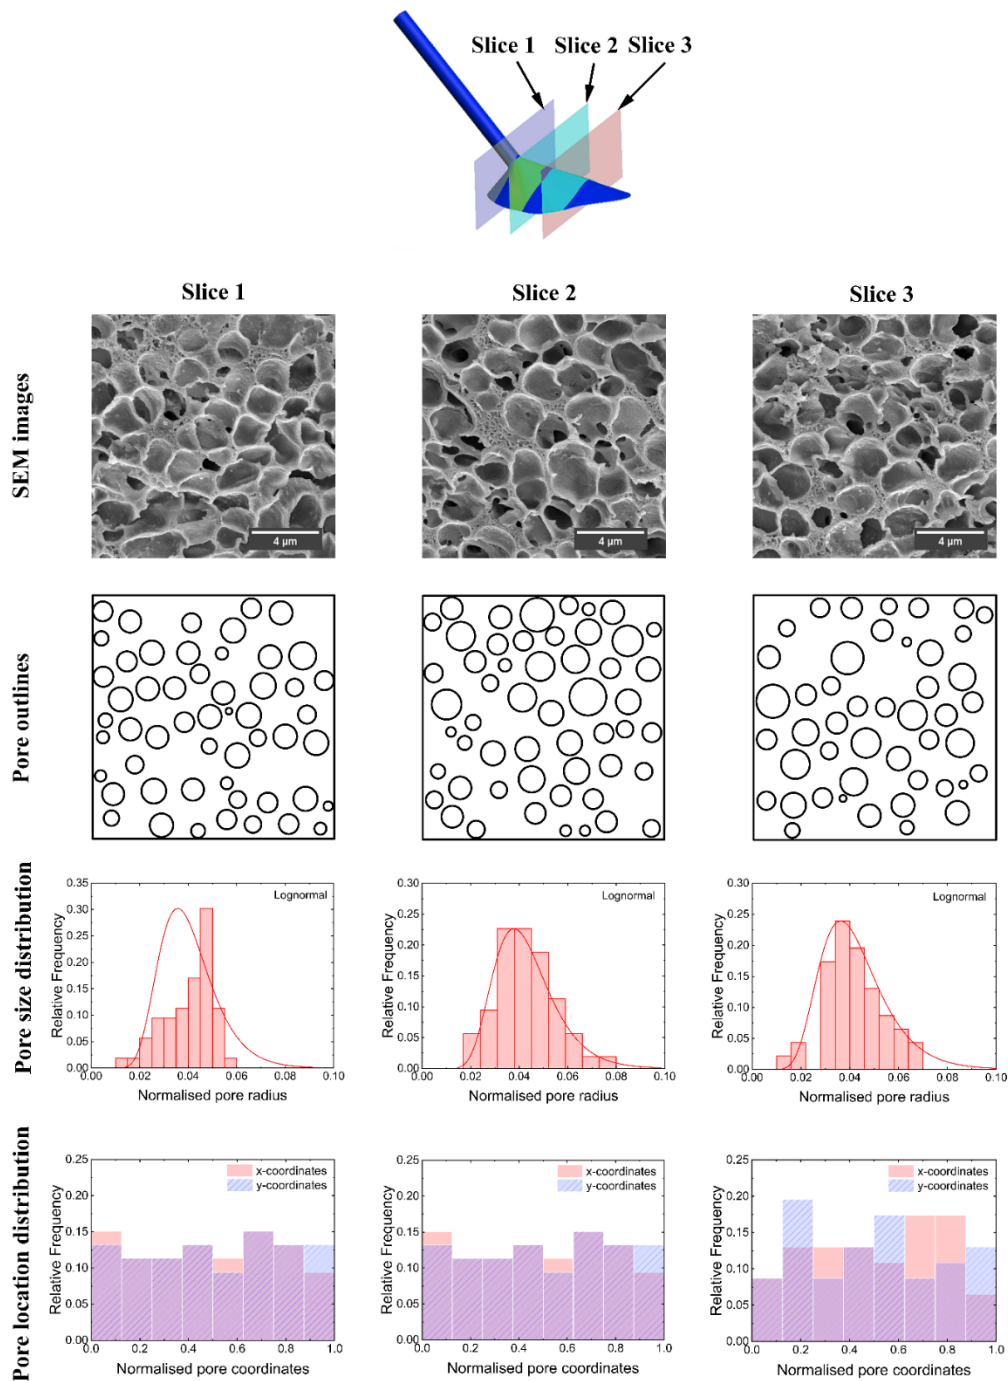 Slice 1
Slice 2
Slice 3
Slice 1
Slice 2
Slice 3
SEM images
4 µm
4 µm
4 µm
Pore outlines
Pore size distribution
Relative Frequency
0.35
0.30
0.25
0.20
0.15
0.10
0.05
0.00
Lognormal
0.00 0.02 0.04 0.06 0.08 0.10
Normalised pore radius
Relative Frequency
0.30
0.25
0.20
0.15
0.10
0.05
0.00
Lognormal
0.00 0.02 0.04 0.06 0.08 0.10
Normalised pore radius
Relative Frequency
0.30
0.25
0.20
0.15
0.10
0.05
0.00
Lognormal
0.00 0.02 0.04 0.06 0.08 0.10
Normalised pore radius
Pore location distribution
Relative Frequency
0.25
0.20
0.15
0.10
0.05
0.00
x-coordinates
y-coordinates
0.0 0.2 0.4 0.6 0.8 1.0
Normalised pore coordinates
Relative Frequency
0.25
0.20
0.15
0.10
0.05
0.00
x-coordinates
y-coordinates
0.0 0.2 0.4 0.6 0.8 1.0
Normalised pore coordinates
Relative Frequency
0.25
0.20
0.15
0.10
0.05
0.00
x-coordinates
y-coordinates
0.0 0.2 0.4 0.6 0.8 1.0
Normalised pore coordinates